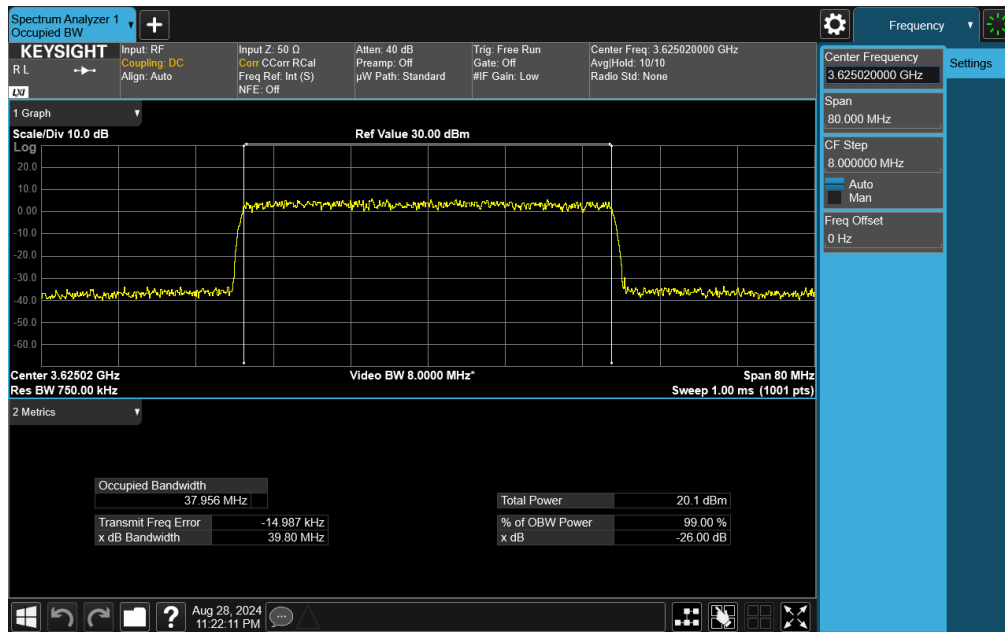 Spectrum Analyzer 1
Occupied BW
+
Frequency
KEYSIGHT
R L
LXI
Input: RF
Coupling: DC
Align: Auto
Input Z: 50 Ω
Corr CCorr RCal
Freq Ref: Int (S)
NFE: Off
Atten: 40 dB
Preamp: Off
µW Path: Standard
Trig: Free Run
Gate: Off
#IF Gain: Low
Center Freq: 3.625020000 GHz
Avg|Hold: 10/10
Radio Std: None
Center Frequency
3.625020000 GHz
Settings
Span
80.000 MHz
CF Step
8.000000 MHz
Auto
Man
Freq Offset
0 Hz
1 Graph
Scale/Div 10.0 dB
Ref Value 30.00 dBm
Log
20.0
10.0
0.00
-10.0
-20.0
-30.0
-40.0
-50.0
-60.0
Center 3.62502 GHz
Video BW 8.0000 MHz*
Span 80 MHz
Res BW 750.00 kHz
Sweep 1.00 ms (1001 pts)
2 Metrics
Occupied Bandwidth
37.956 MHz
Total Power 20.1 dBm
Transmit Freq Error -14.987 kHz
% of OBW Power 99.00 %
x dB Bandwidth 39.80 MHz
x dB -26.00 dB
?
Aug 28, 2024
11:22:11 PM